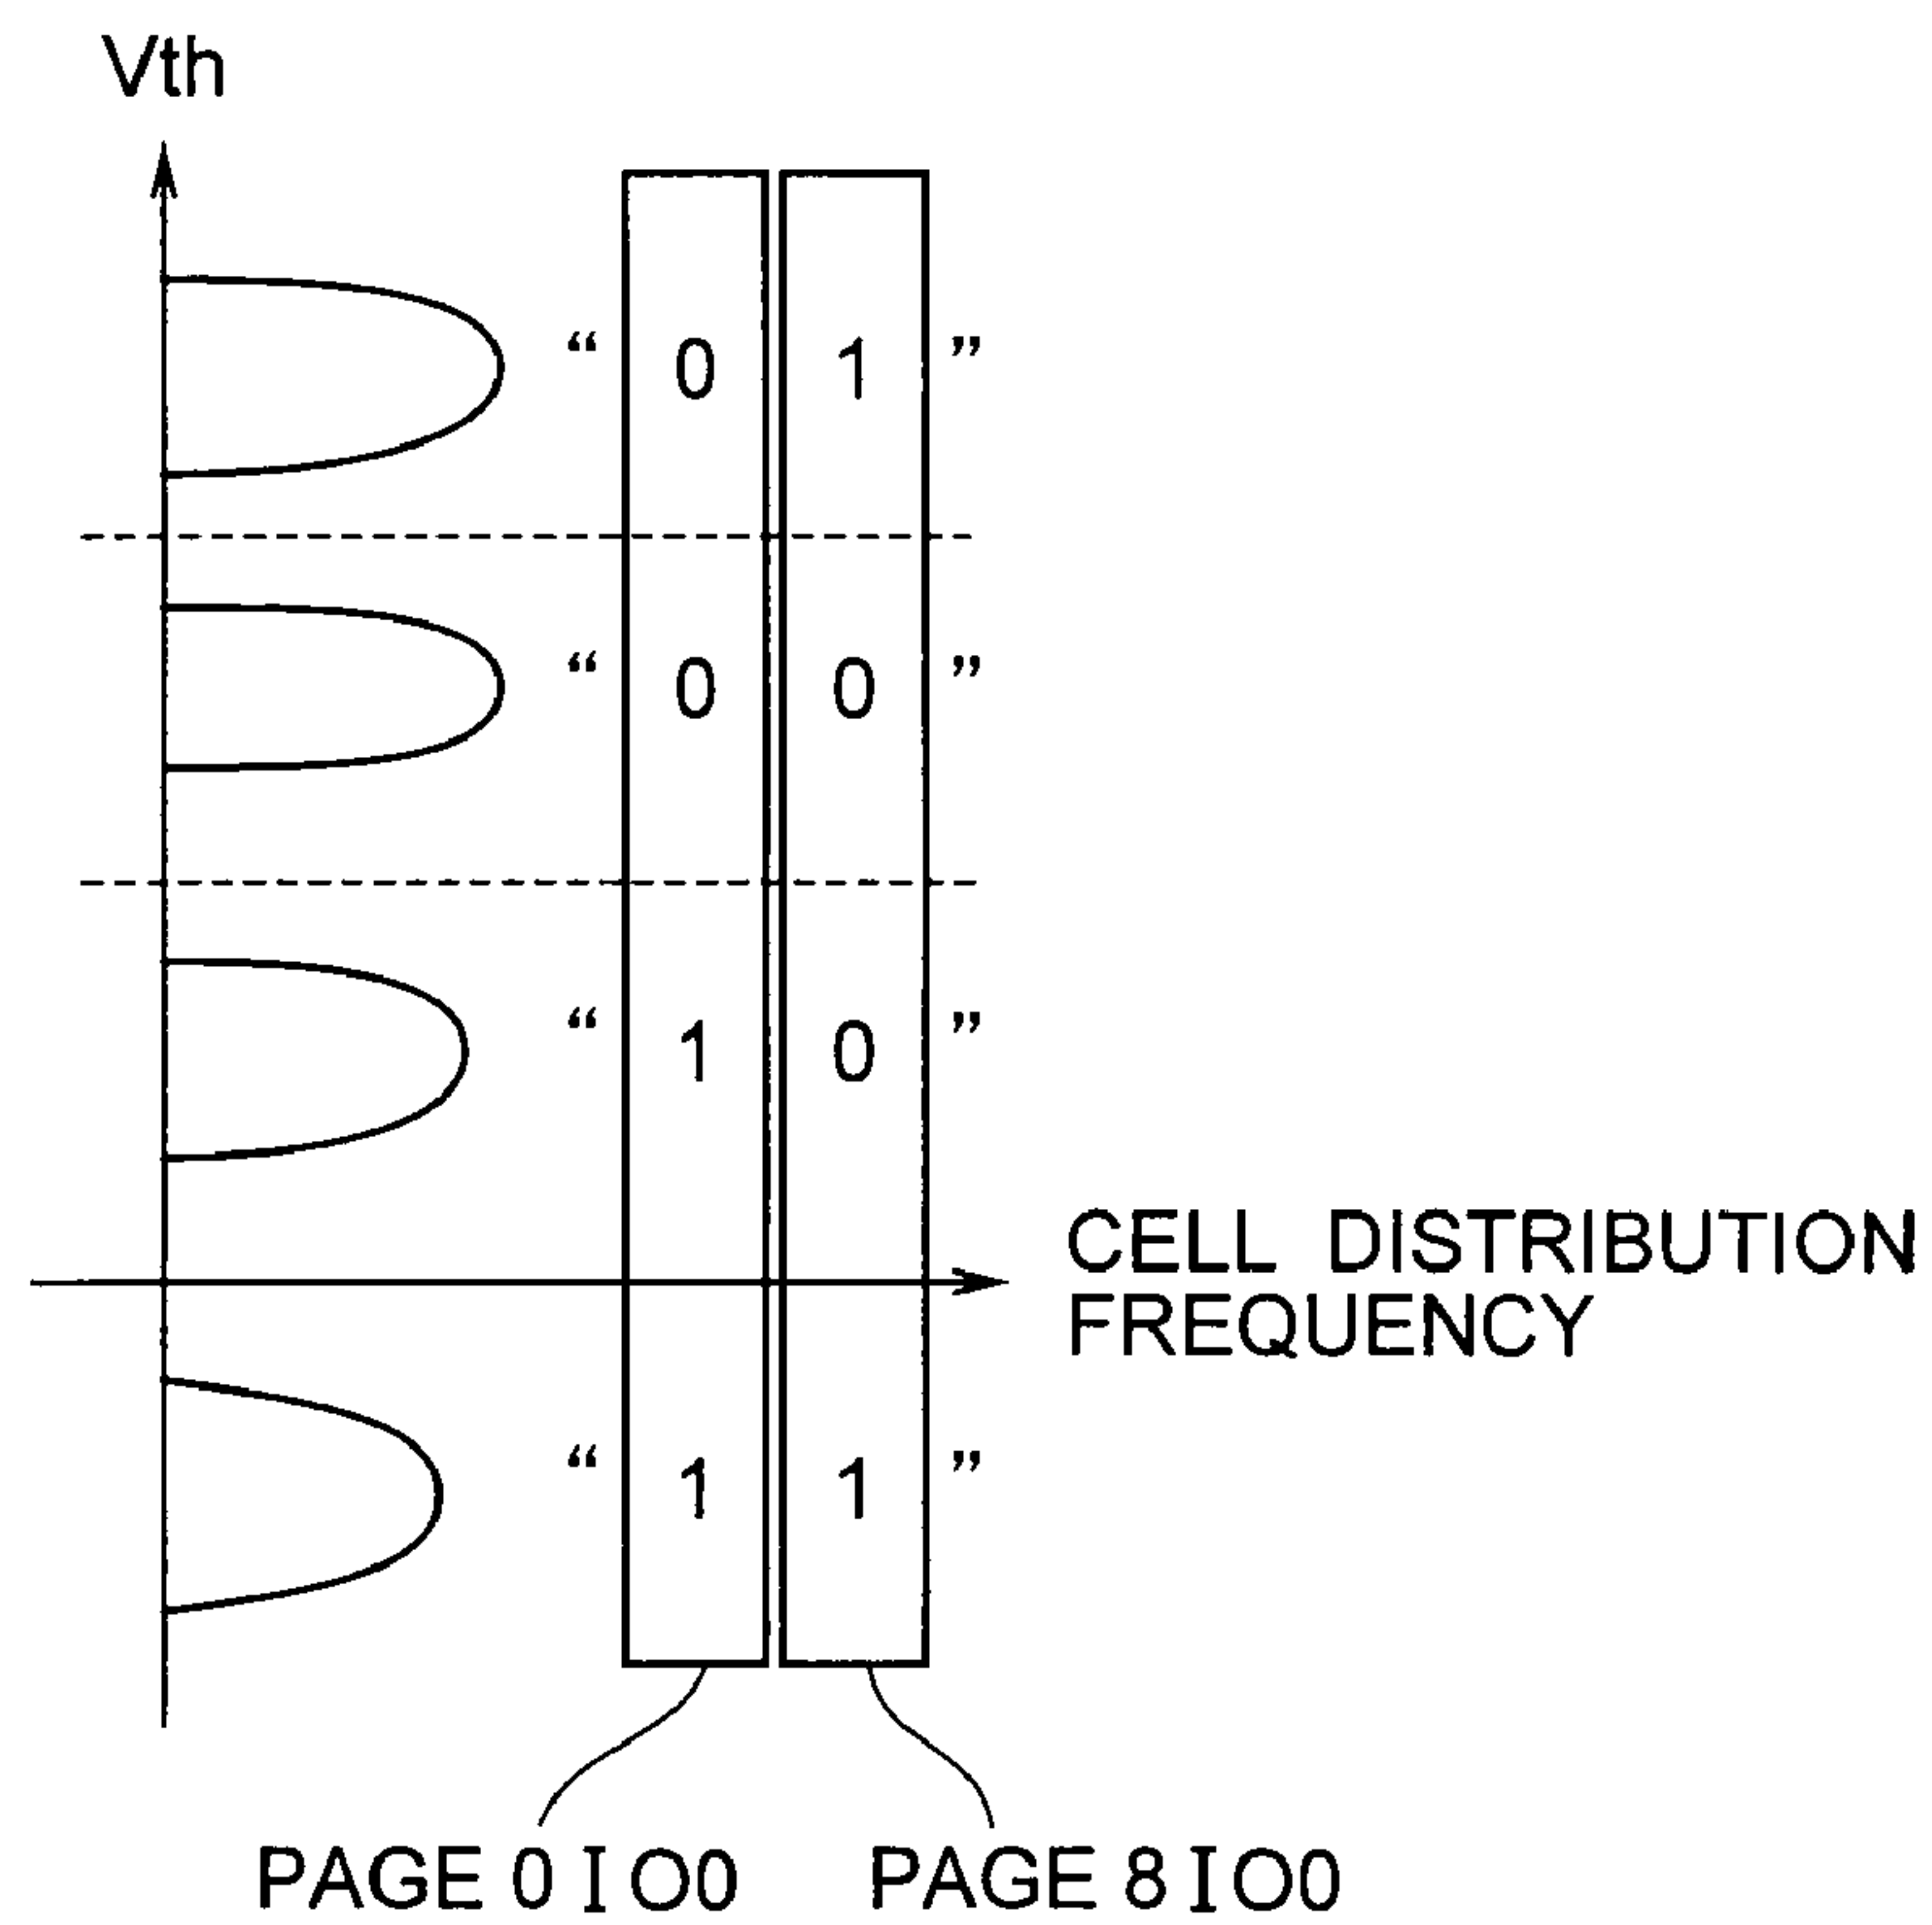 Vth
“ 0 1 ”
“ 0 0 ”
“ 1 0 ”
CELL DISTRIBUTION
FREQUENCY
“ 1 1 ”
PAGE 0 IO0 PAGE 8 IO0